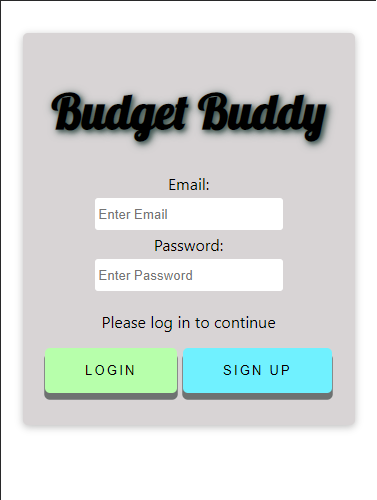 Budget Buddy
Email:
Enter Email
Password:
Enter Password
Please log in to continue
LOGIN SIGN UP